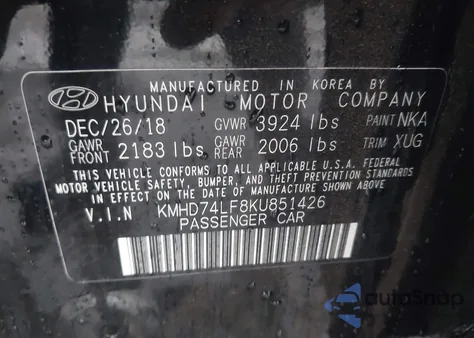 MANUFACTURED IN KOREA BY
HYUNDAI MOTOR COMPANY
DEC/26/18 GVWR 3924 lbs PAINT NKA
GAWR FRONT 2183 lbs GAWR REAR 2006 lbs TRIM XUG
THIS VEHICLE CONFORMS TO ALL APPLICABLE U.S.A. FEDERAL
MOTOR VEHICLE SAFETY, BUMPER, AND THEFT PREVENTION STANDARDS
IN EFFECT ON THE DATE OF MANUFACTURE SHOWN ABOVE.
V.I.N KMHD74LF8KU851426
PASSENGER CAR
autoSnap